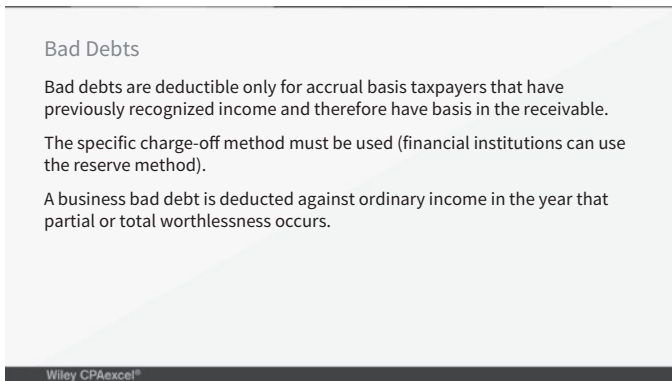 Bad Debts
Bad debts are deductible only for accrual basis taxpayers that have
previously recognized income and therefore have basis in the receivable.
The specific charge-off method must be used (financial institutions can use
the reserve method).
A business bad debt is deducted against ordinary income in the year that
partial or total worthlessness occurs.
Wiley CPAexcel®